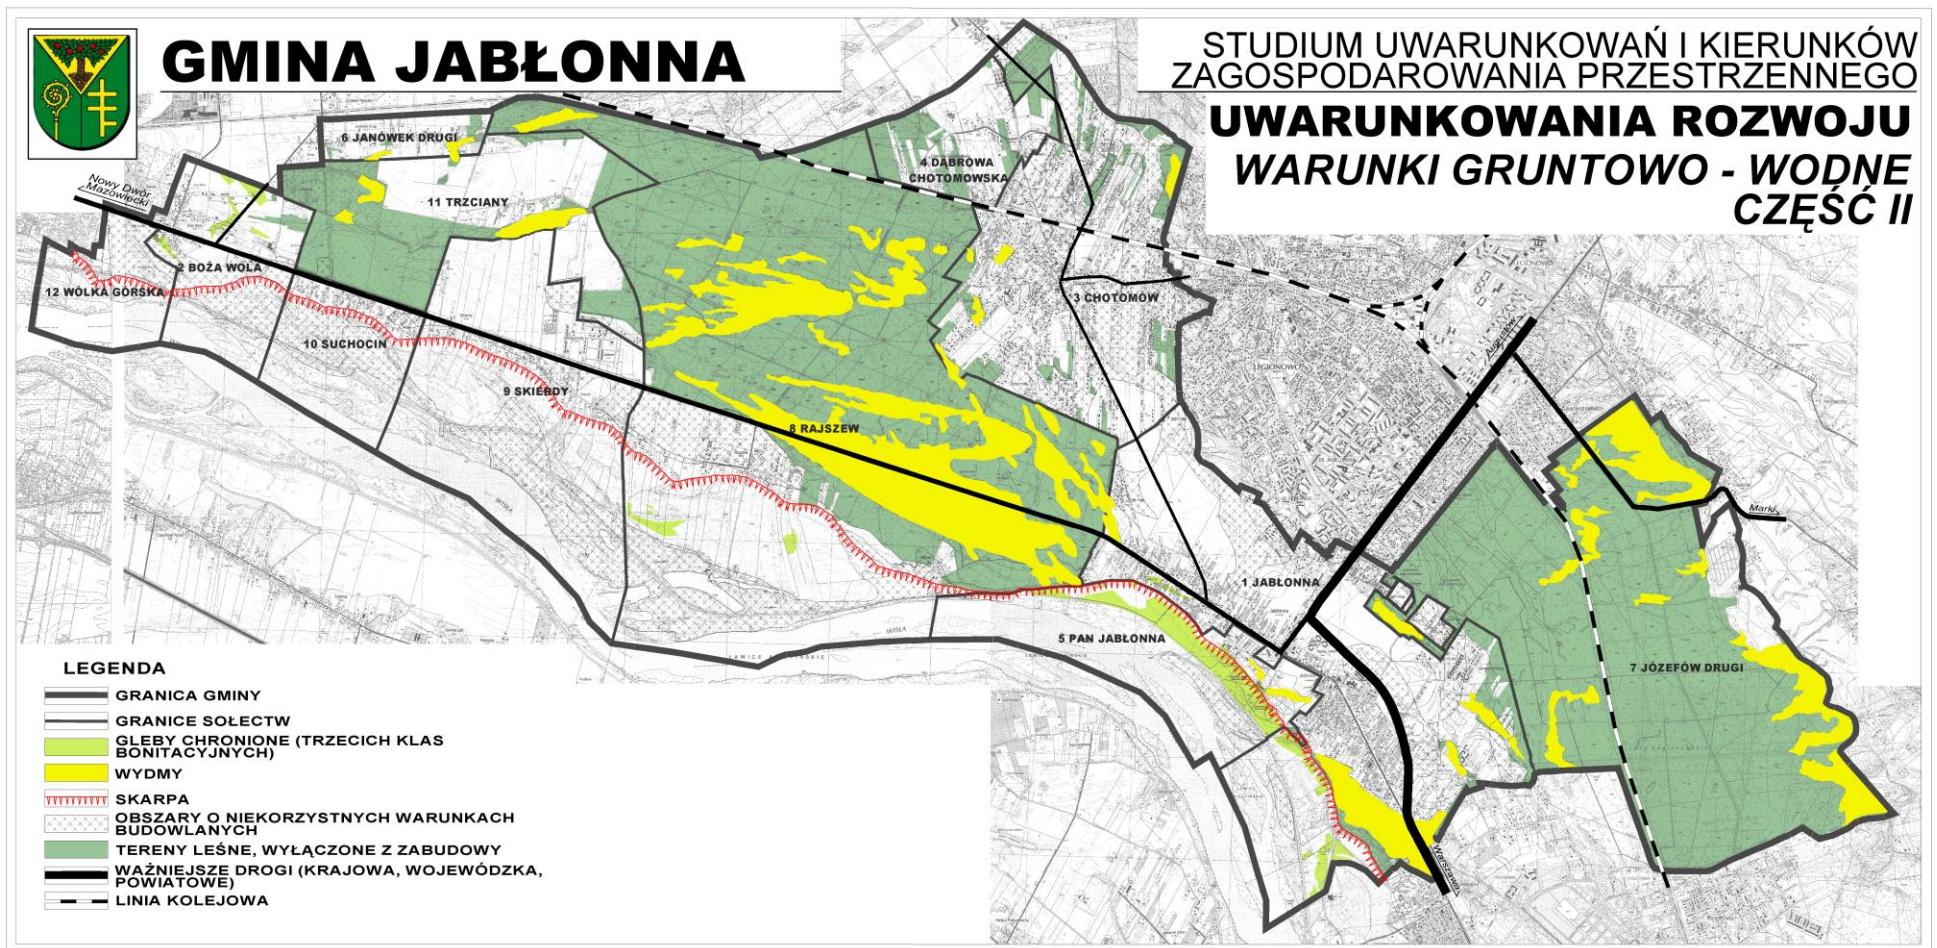 GMINA JABŁONNA
STUDIUM UWARUNKOWAŃ I KIERUNKÓW
ZAGOSPODAROWANIA PRZESTRZENNEGO
UWARUNKOWANIA ROZWOJU
WARUNKI GRUNTOWO - WODNE
CZĘŚĆ II
6 JANÓWEK DRUGI
4 DĄBROWA
CHOTOMOWSKA
Nowy Dwór
Mazowiecki
11 TRZCIANY
2 BOŻA WOLA
12 WÓLKA GÓRSKA
3 CHOTOMÓW
10 SUCHOCIN
Augustów
LEGIONOWO
9 SKIERDY
8 RAJSZEW
WISŁA
Marki
1 JABŁONNA
WISŁA
5 PAN JABŁONNA
7 JÓZEFÓW DRUGI
Warszawa
LEGENDA
GRANICA GMINY
GRANICE SOŁECTW
GLEBY CHRONIONE (TRZECICH KLAS
BONITACYJNYCH)
WYDMY
SKARPA
OBSZARY O NIEKORZYSTNYCH WARUNKACH
BUDOWLANYCH
TERENY LEŚNE, WYŁĄCZONE Z ZABUDOWY
WAŻNIEJSZE DROGI (KRAJOWA, WOJEWÓDZKA,
POWIATOWE)
LINIA KOLEJOWA